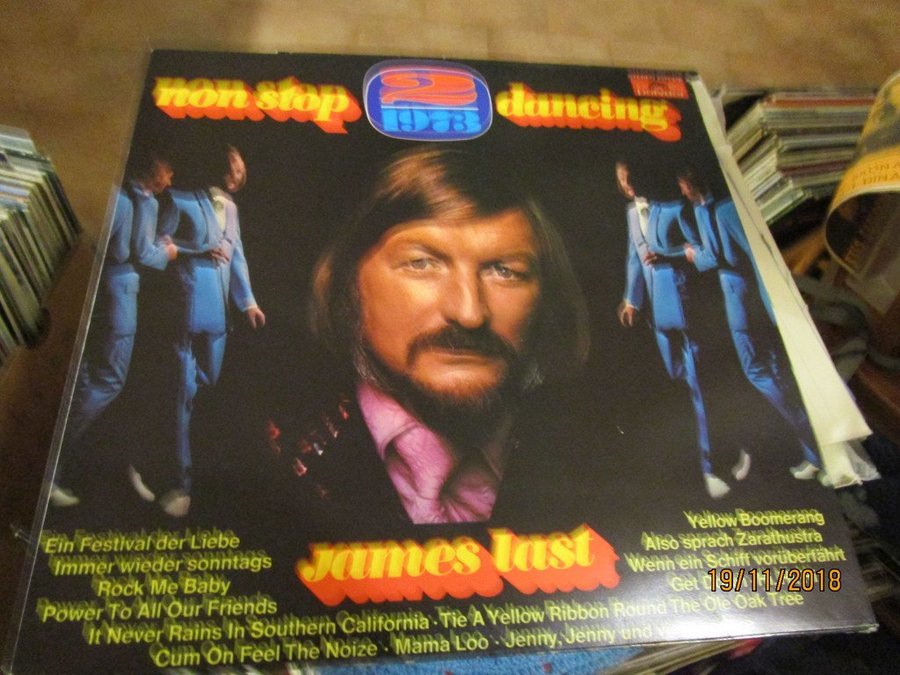 non stop 2 dancing
1973
Ein Festival der Liebe
Immer wieder sonntags
Rock Me Baby
Power To All Our Friends
james last
Yellow Boomerang
Also sprach Zarathustra
Wenn ein Schiff vorüberfährt
Get
19/11/2018
It Never Rains In Southern California · Tie A Yellow Ribbon Round The Ole Oak Tree
Cum On Feel The Noize · Mama Loo · Jenny, Jenny und